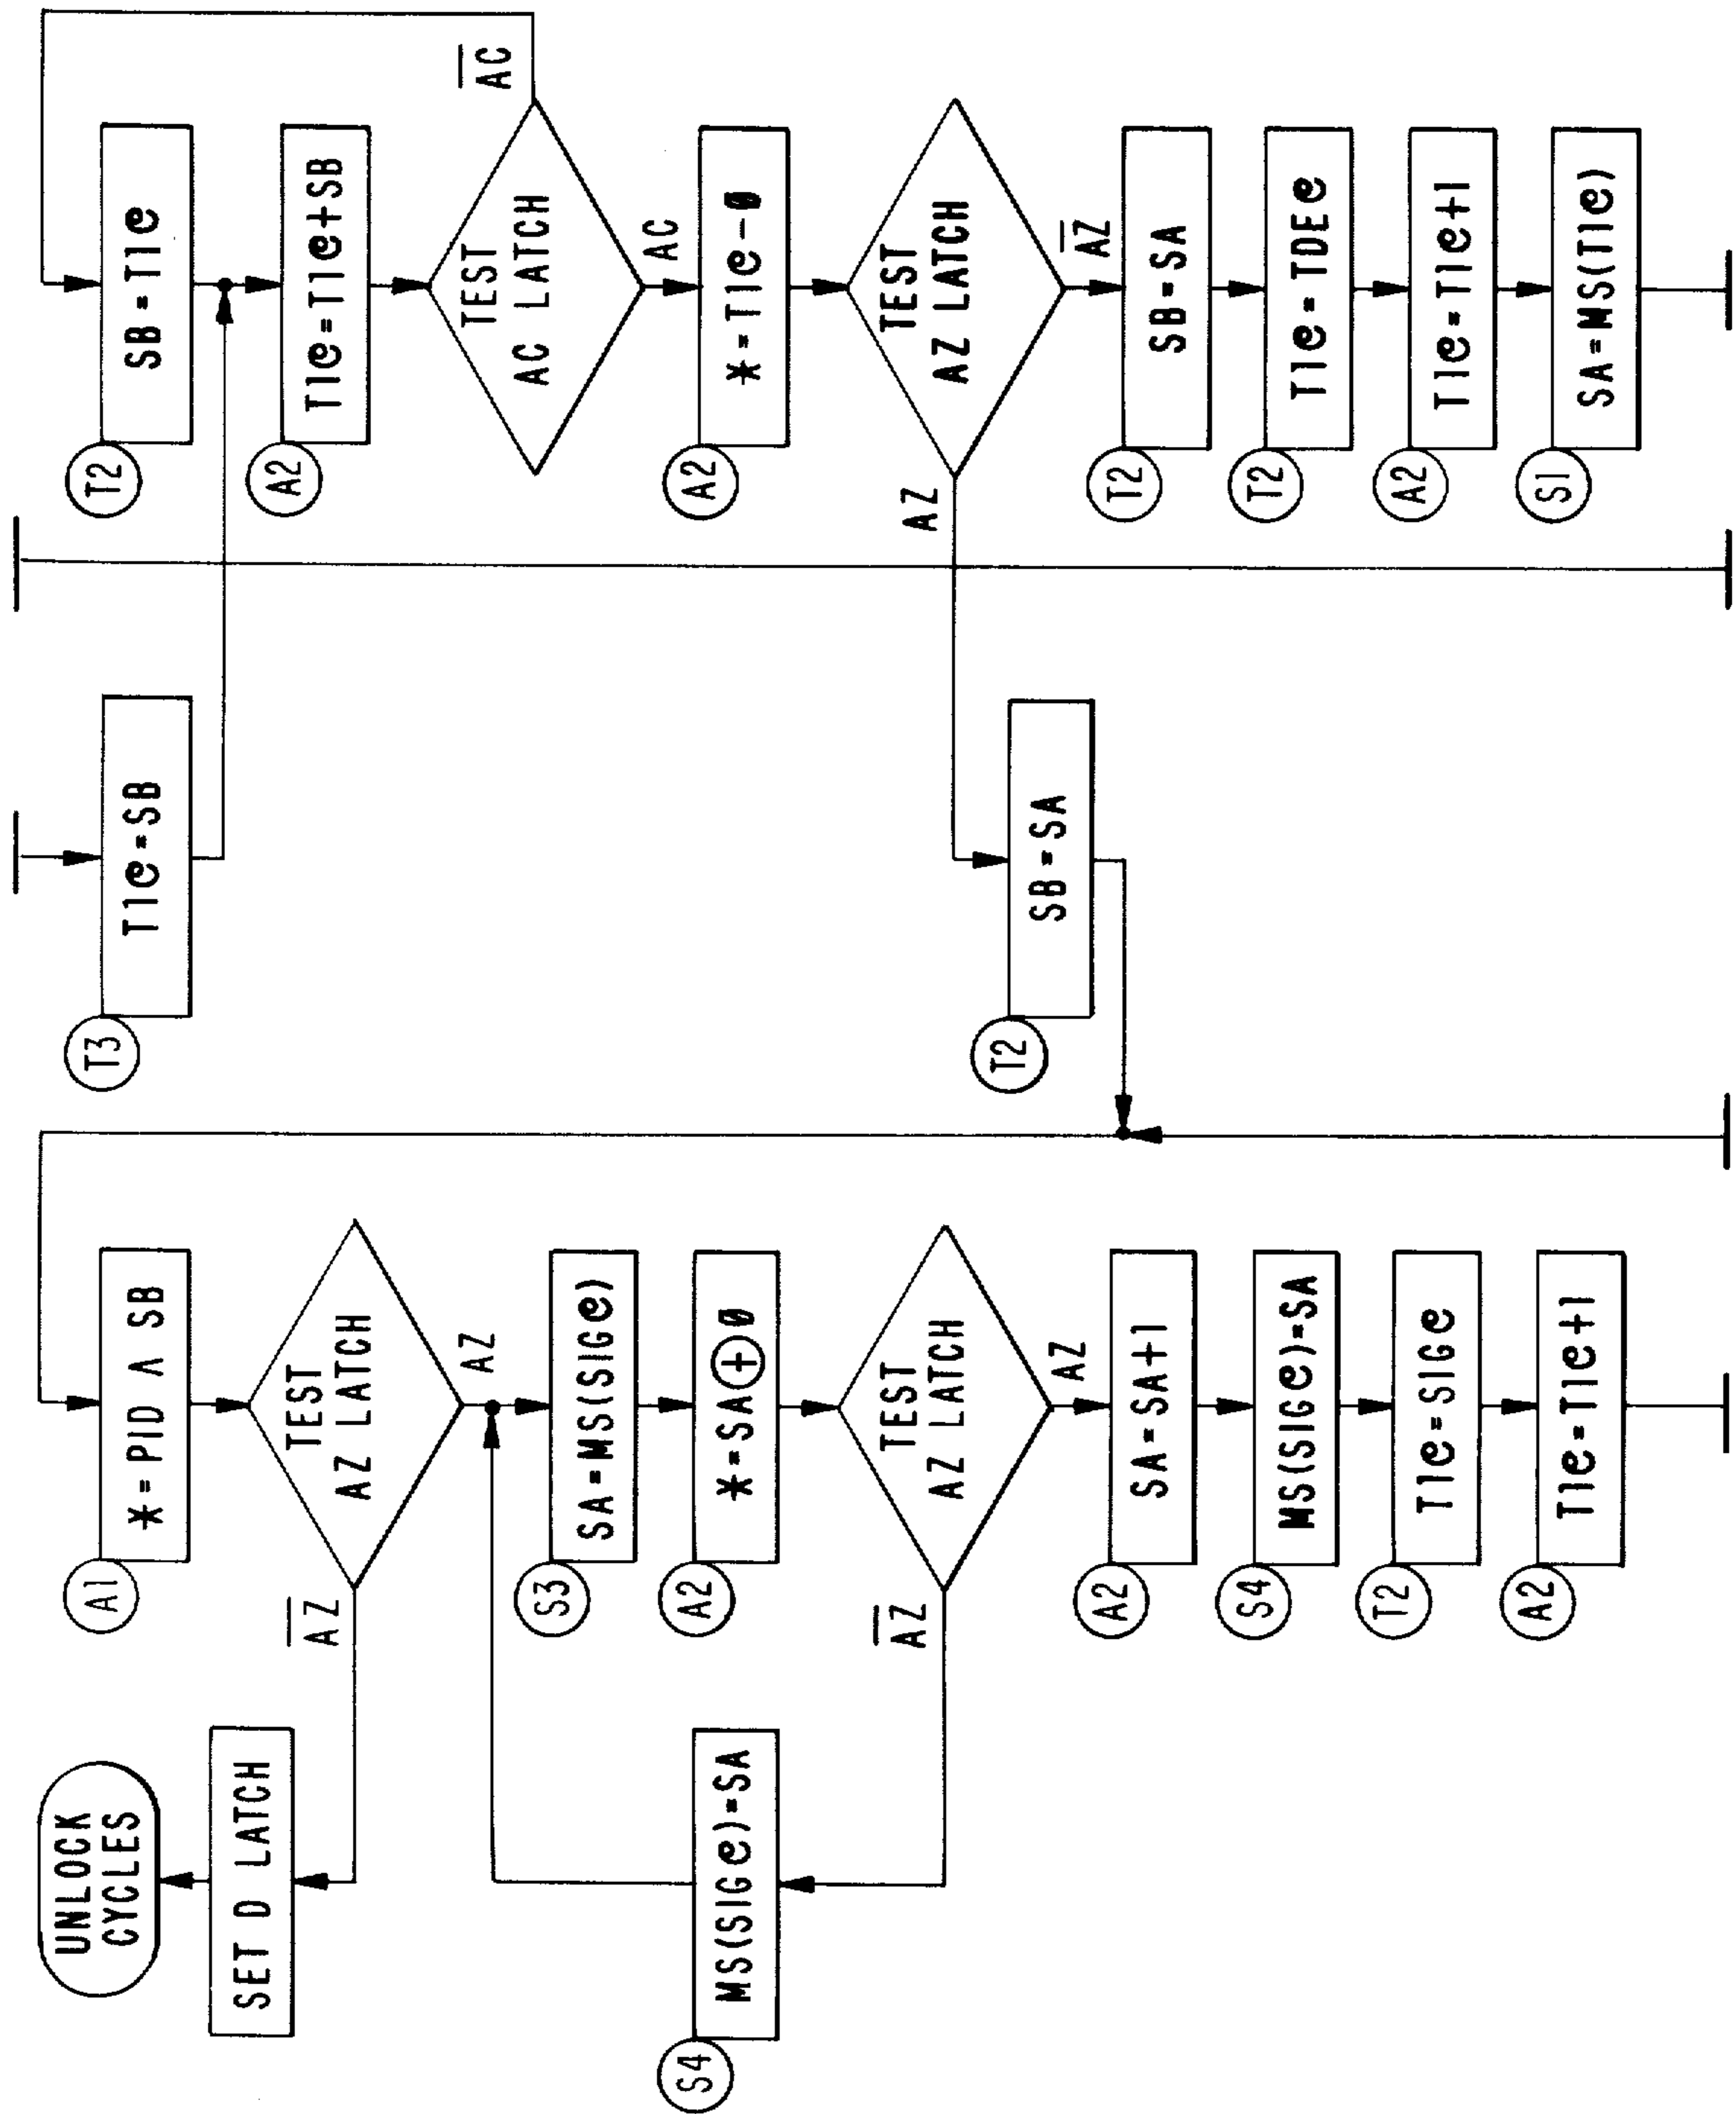 UNLOCK
CYCLES
SET D LATCH
A1
* = PID Λ SB
TEST
AZ LATCH
A̅Z̅
AZ
S3
SA = MS(SIG@)
A2
* = SA⊕0
TEST
AZ LATCH
A̅Z̅
S4
MS(SIG@) = SA
AZ
A2
SA = SA+1
S4
MS(SIG@) = SA
T2
T1@ = SIG@
A2
T1@ = T1@+1
T3
T1@ = SB
T2
SB = SA
T2
SB = T1@
A2
T1@ = T1@+SB
TEST
AC LATCH
A̅C̅
AC
A2
* = T1@-0
TEST
AZ LATCH
AZ
A̅Z̅
T2
SB = SA
T2
T1@ = TDE@
A2
T1@ = T1@+1
S1
SA = MS(T1@)